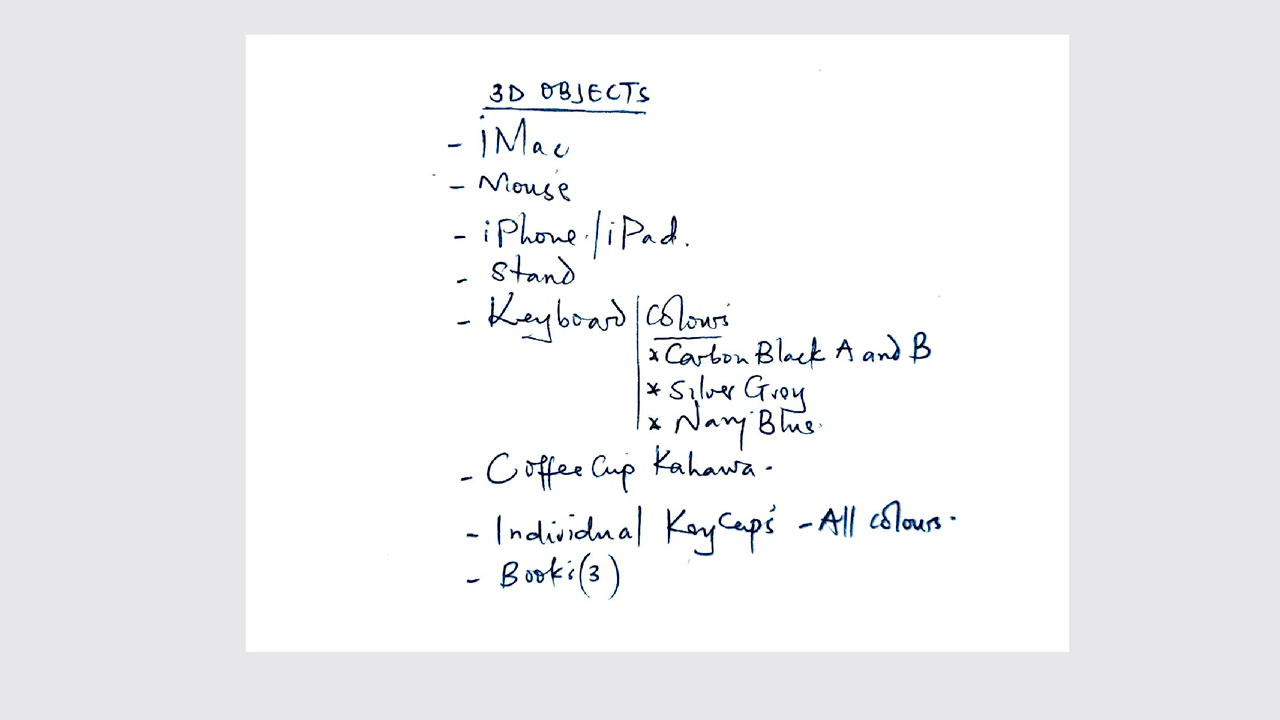 3D OBJECTS
- iMac
- Mouse
- iPhone/iPad.
- Stand
- Keyboard | Colours
* Carbon Black A and B
* Silver Grey
* Navy Blue.
- Coffee Cup Kahawa.
- Individual KeyCaps - All colours.
- Books (3)